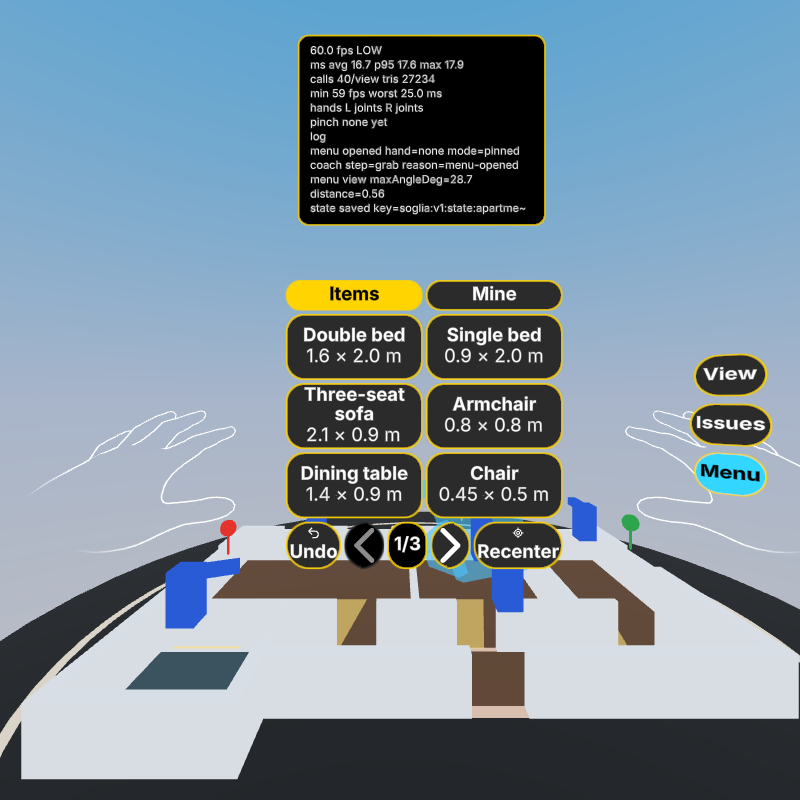 60.0 fps LOW
ms avg 16.7 p95 17.6 max 17.9
calls 40/view tris 27234
min 59 fps worst 25.0 ms
hands L joints R joints
pinch none yet
log
menu opened hand=none mode=pinned
coach step=grab reason=menu-opened
menu view maxAngleDeg=28.7
distance=0.56
state saved key=soglia:v1:state:apartme~
Items
Mine
Double bed
1.6 × 2.0 m
Single bed
0.9 × 2.0 m
Three-seat
sofa
2.1 × 0.9 m
Armchair
0.8 × 0.8 m
Dining table
1.4 × 0.9 m
Chair
0.45 × 0.5 m
Undo
1/3
Recenter
View
Issues
Menu